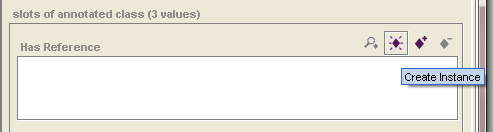 slots of annotated class (3 values)
Has Reference
Create Instance